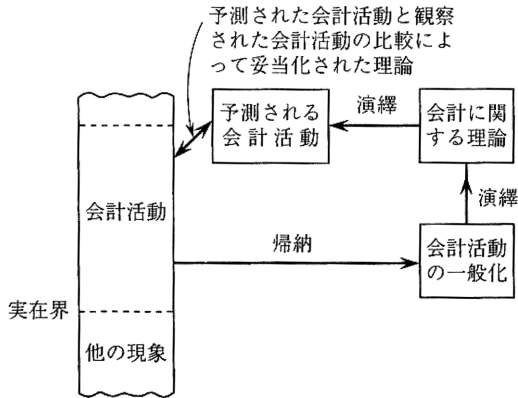 予測された会計活動と観察
された会計活動の比較によ
って妥当化された理論
予測される
会計活動
演繹
会計に関
する理論
演繹
会計活動
帰納
会計活動
の一般化
実在界
他の現象